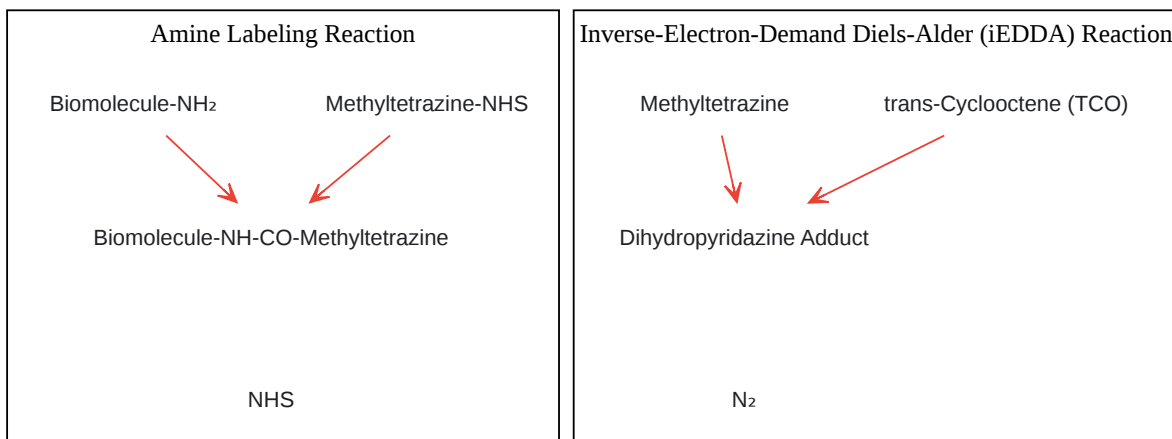 Amine Labeling Reaction
Biomolecule-NH₂
Methyltetrazine-NHS
Biomolecule-NH-CO-Methyltetrazine
NHS
Inverse-Electron-Demand Diels-Alder (iEDDA) Reaction
Methyltetrazine
trans-Cyclooctene (TCO)
Dihydropyridazine Adduct
N₂